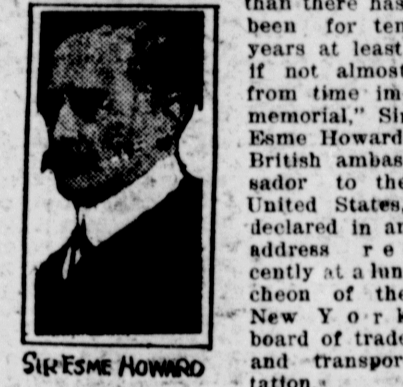 than there has
been for ten
years at least
if not almost
from time im
memorial," Sir
Esme Howard
British ambas
sador to the
United States,
declared in an
address re
cently at a lun
cheon of the
New York
board of trade
and transpor
tation
SIR ESME HOWARD